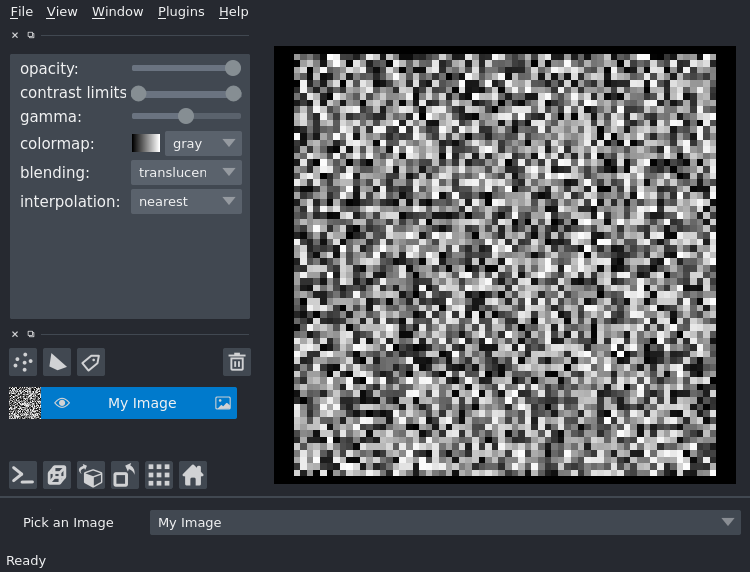 File View Window Plugins Help
opacity:
contrast limits
gamma:
colormap: gray
blending: translucen
interpolation: nearest
My Image
Pick an Image My Image
Ready